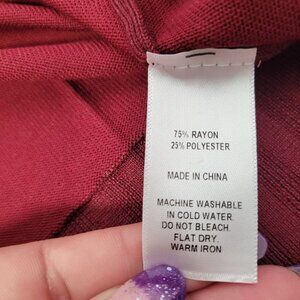 75% RAYON
25% POLYESTER
MADE IN CHINA
MACHINE WASHABLE
IN COLD WATER.
DO NOT BLEACH.
FLAT DRY.
WARM IRON